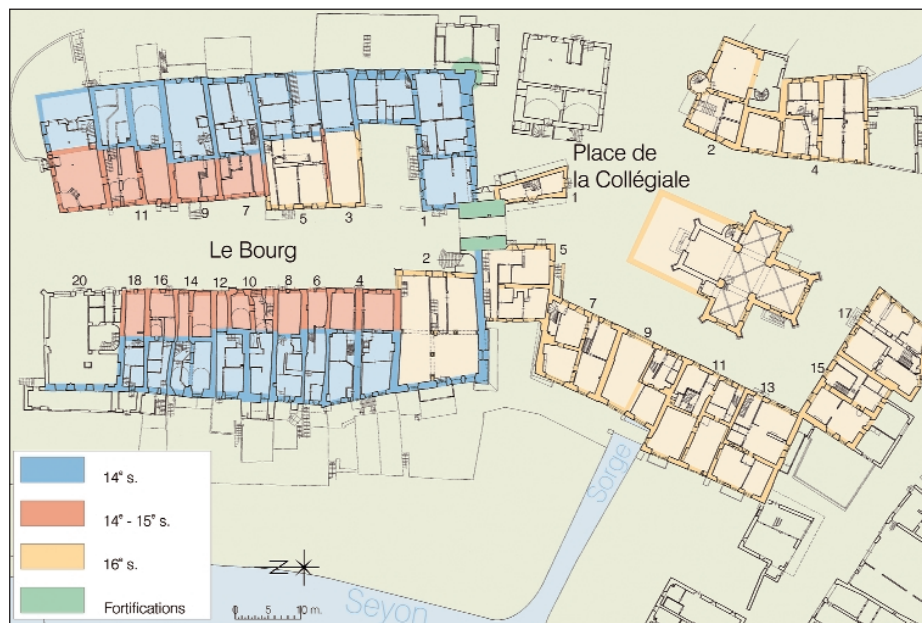 2
4
Place de
la Collégiale
1
11
9
7
5
3
1
Le Bourg
2
5
20
18
16
14
12
10
8
6
4
7
9
11
13
15
17
14e s.
14e - 15e s.
16e s.
Fortifications
Sorge
N
0 5 10 m.
Seyon